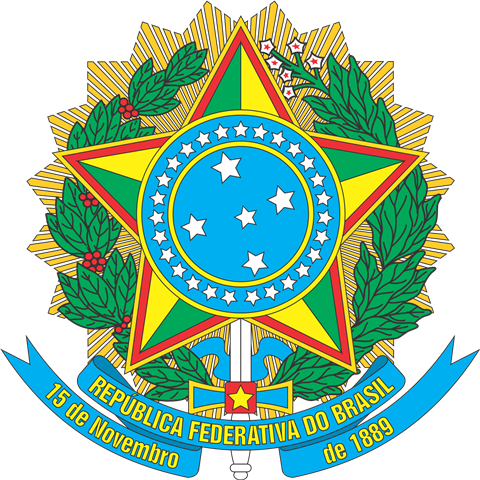 REPÚBLICA FEDERATIVA DO BRASIL
15 de Novembro
de 1889